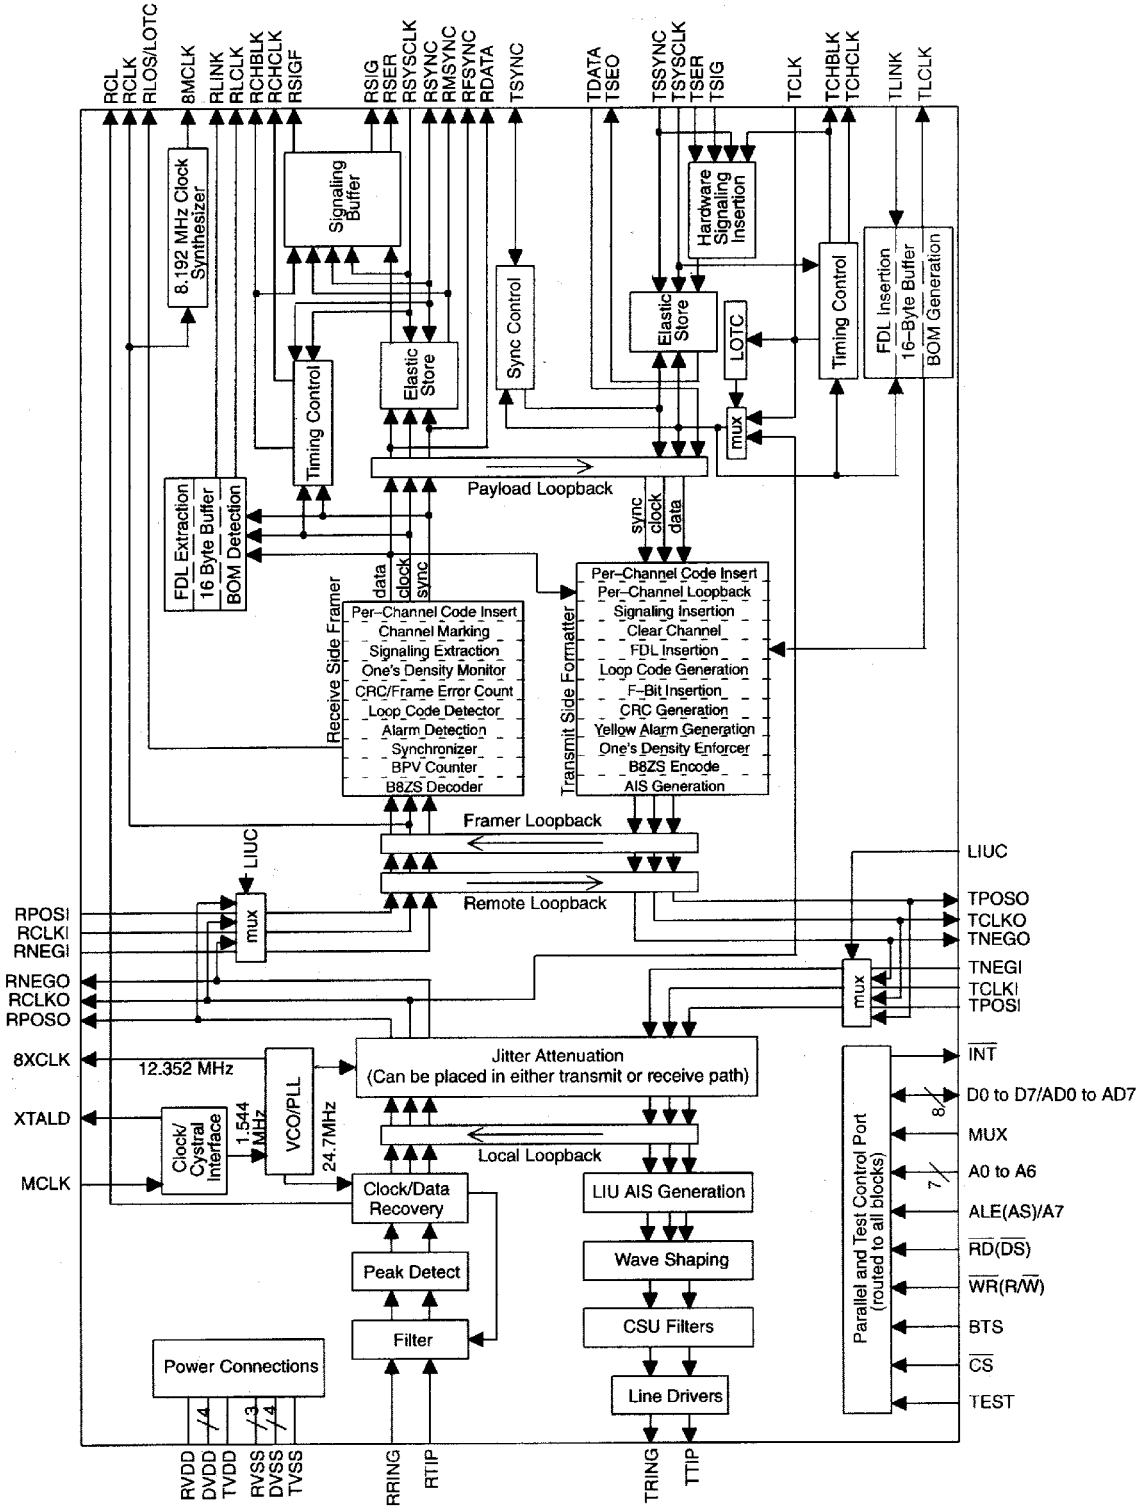 RCL
RCLK
RLOS/LOTC
8MCLK
RLINK
RLCLK
RCHBLK
RCHCLK
RSIGF
RSIG
RSER
RSYSCLK
RSYNC
RMSYNC
RFSYNC
RDATA
TSYNC
TDATA
TSEO
TSSYNC
TSYSCLK
TSER
TSIG
TCLK
TCHBLK
TCHCLK
TLINK
TLCLK
8.192 MHz Clock
Synthesizer
Signaling
Buffer
Hardware
Signaling
Insertion
Sync Control
Elastic
Store
Elastic
Store
LOTC
Timing Control
FDL Insertion
16–Byte Buffer
BOM Generation
Timing Control
mux
Payload Loopback
FDL Extraction
16 Byte Buffer
BOM Detection
data
clock
sync
sync
clock
data
Receive Side Framer
Per–Channel Code Insert
Channel Marking
Signaling Extraction
One's Density Monitor
CRC/Frame Error Count
Loop Code Detector
Alarm Detection
Synchronizer
BPV Counter
B8ZS Decoder
Transmit Side Formatter
Per–Channel Code Insert
Per–Channel Loopback
Signaling Insertion
Clear Channel
FDL Insertion
Loop Code Generation
F–Bit Insertion
CRC Generation
Yellow Alarm Generation
One's Density Enforcer
B8ZS Encode
AIS Generation
Framer Loopback
Remote Loopback
LIUC
mux
RPOSI
RCLKI
RNEGI
RNEGO
RCLKO
RPOSO
8XCLK
XTALD
MCLK
LIUC
TPOSO
TCLKO
TNEGO
TNEGI
TCLKI
TPOSI
mux
Jitter Attenuation
(Can be placed in either transmit or receive path)
12.352 MHz
VCO/PLL
1.544
MHz
24.7MHz
Clock/
Cystral
Interface
Local Loopback
Clock/Data
Recovery
Peak Detect
Filter
LIU AIS Generation
Wave Shaping
CSU Filters
Line Drivers
Parallel and Test Control Port
(routed to all blocks)
INT
8
D0 to D7/AD0 to AD7
MUX
7
A0 to A6
ALE(AS)/A7
RD(DS)
WR(R/W)
BTS
CS
TEST
Power Connections
4
3
4
RVDD
DVDD
TVDD
RVSS
DVSS
TVSS
RRING
RTIP
TRING
TTIP